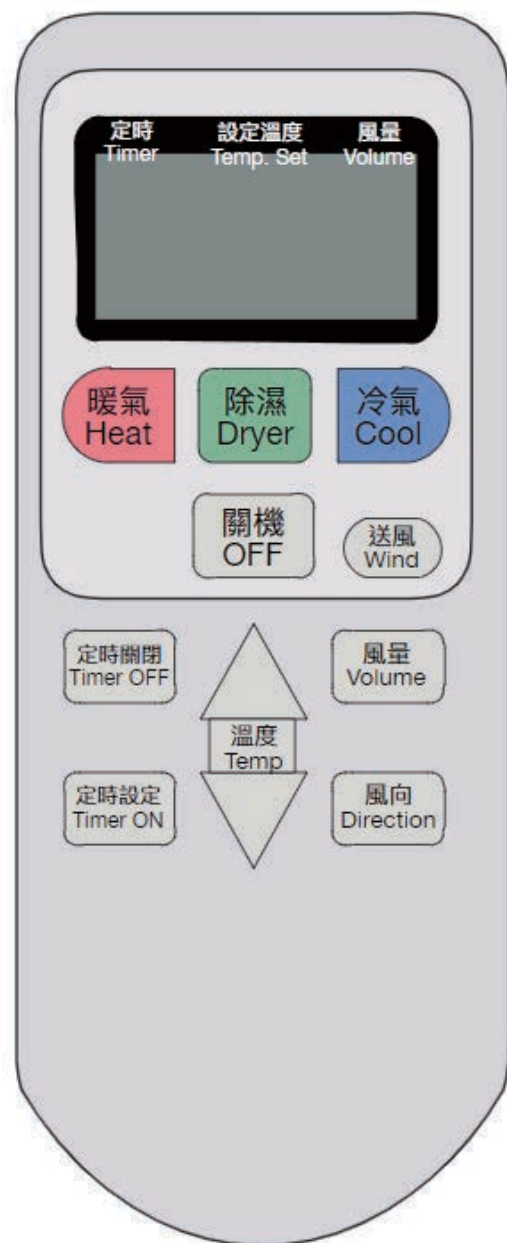 定時 設定溫度 風量
Timer Temp. Set Volume
暖氣
Heat
除濕
Dryer
冷氣
Cool
關機
OFF
送風
Wind
定時關閉
Timer OFF
風量
Volume
溫度
Temp
定時設定
Timer ON
風向
Direction